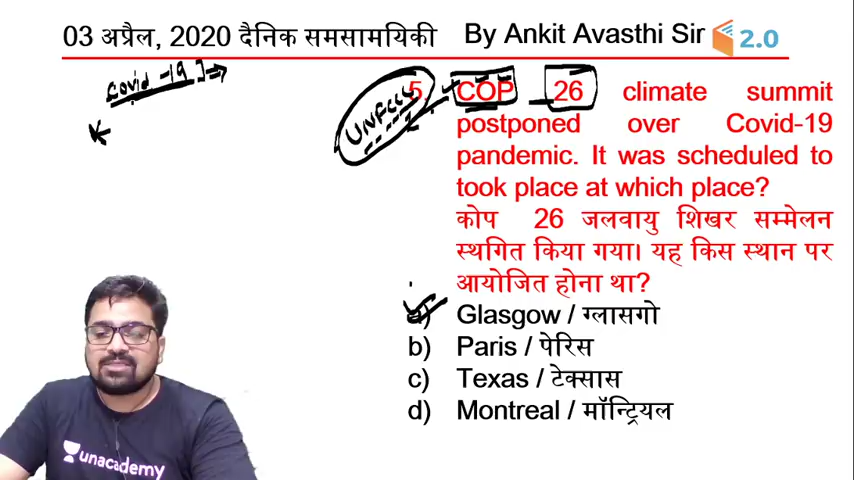 03 अप्रैल, 2020 दैनिक समसामयिकी By Ankit Avasthi Sir 2.0
Covid-19
UNFCCC
5 COP 26 climate summit
postponed over Covid-19
pandemic. It was scheduled to
took place at which place?
कोप 26 जलवायु शिखर सम्मेलन
स्थगित किया गया। यह किस स्थान पर
आयोजित होना था?
a) Glasgow / ग्लासगो
b) Paris / पेरिस
c) Texas / टेक्सास
d) Montreal / मॉन्ट्रियल
unacademy